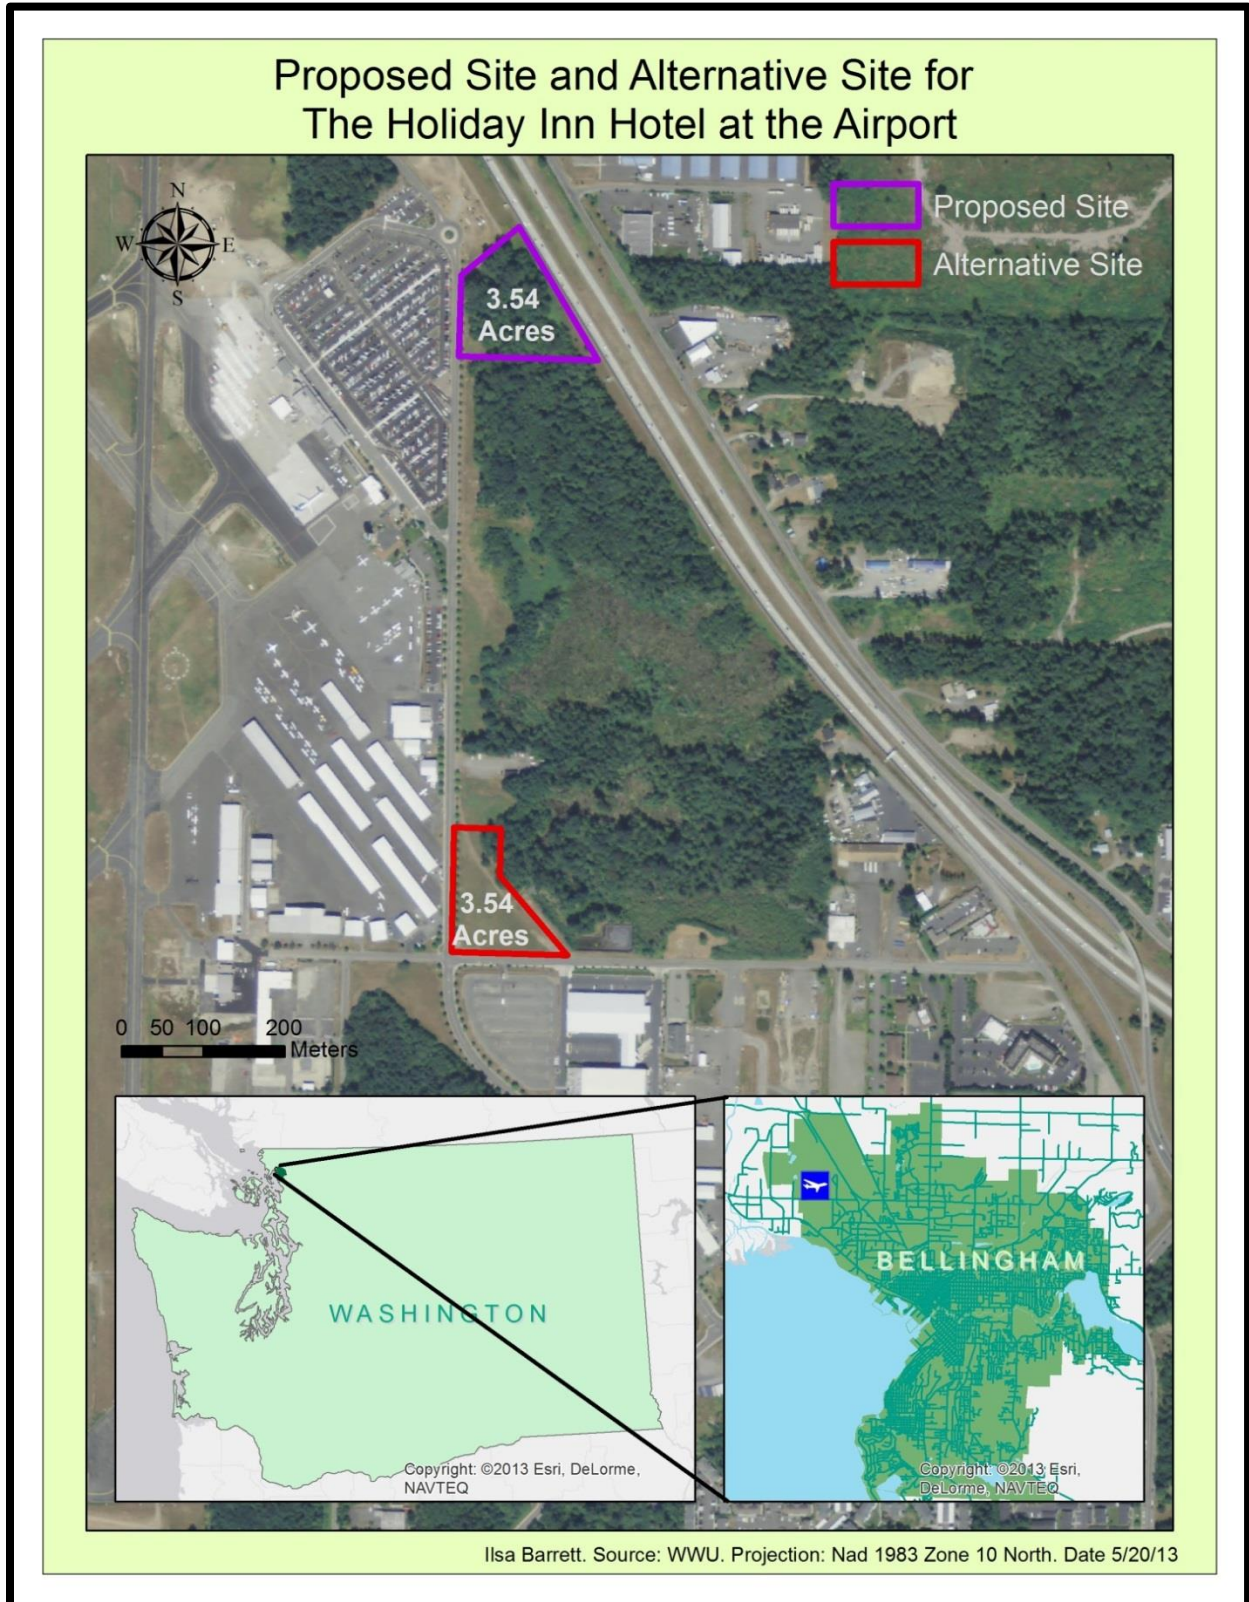 Proposed Site and Alternative Site for
The Holiday Inn Hotel at the Airport
N
W E
S
Proposed Site
Alternative Site
3.54
Acres
3.54
Acres
0 50 100 200
Meters
WASHINGTON
Copyright: ©2013 Esri, DeLorme,
NAVTEQ
BELLINGHAM
Copyright: ©2013 Esri,
DeLorme, NAVTEQ
Ilsa Barrett. Source: WWU. Projection: Nad 1983 Zone 10 North. Date 5/20/13